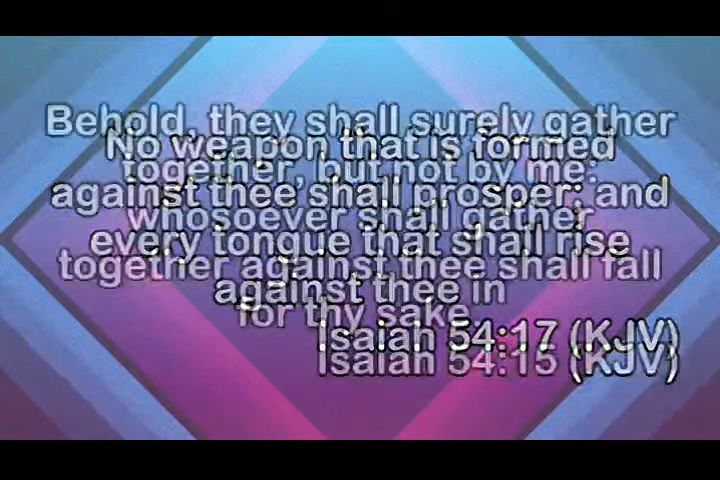 Behold, they shall surely gather
together, but not by me:
whosoever shall gather
together against thee shall fall
for thy sake.
Isaiah 54:15 (KJV)
No weapon that is formed
against thee shall prosper; and
every tongue that shall rise
against thee in
Isaiah 54:17 (KJV)